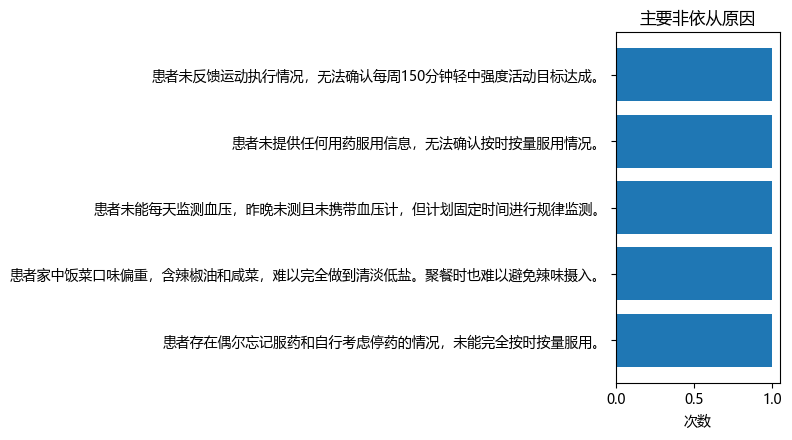 主要非依从原因
患者未反馈运动执行情况，无法确认每周150分钟轻中强度活动目标达成。
患者未提供任何用药服用信息，无法确认按时按量服用情况。
患者未能每天监测血压，昨晚未测且未携带血压计，但计划固定时间进行规律监测。
患者家中饭菜口味偏重，含辣椒油和咸菜，难以完全做到清淡低盐。聚餐时也难以避免辣味摄入。
患者存在偶尔忘记服药和自行考虑停药的情况，未能完全按时按量服用。
0.0 0.5 1.0
次数